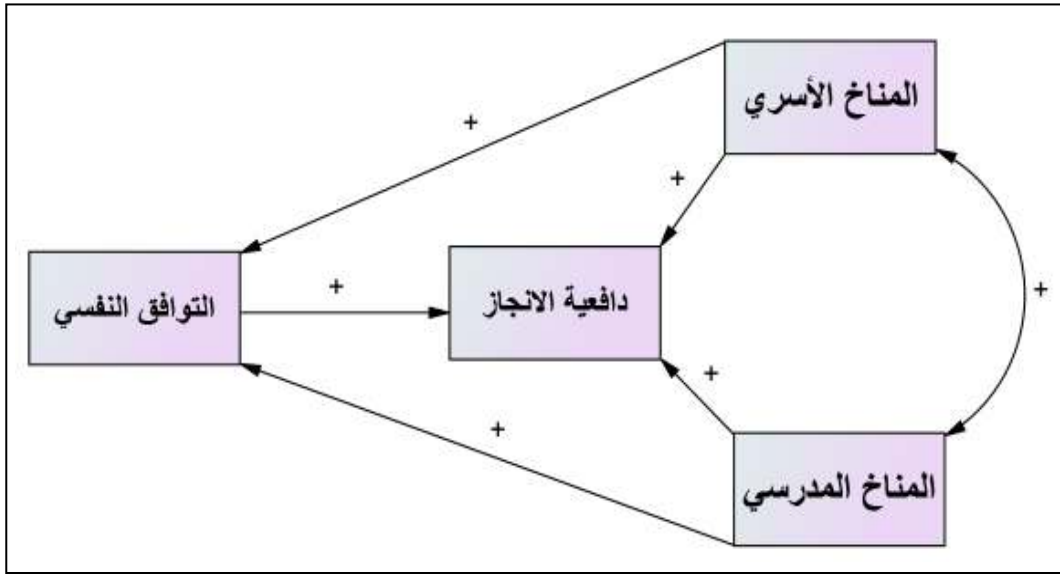 المناخ الأسري
+
+
+
دافعية الانجاز
التوافق النفسي
+
+
+
المناخ المدرسي